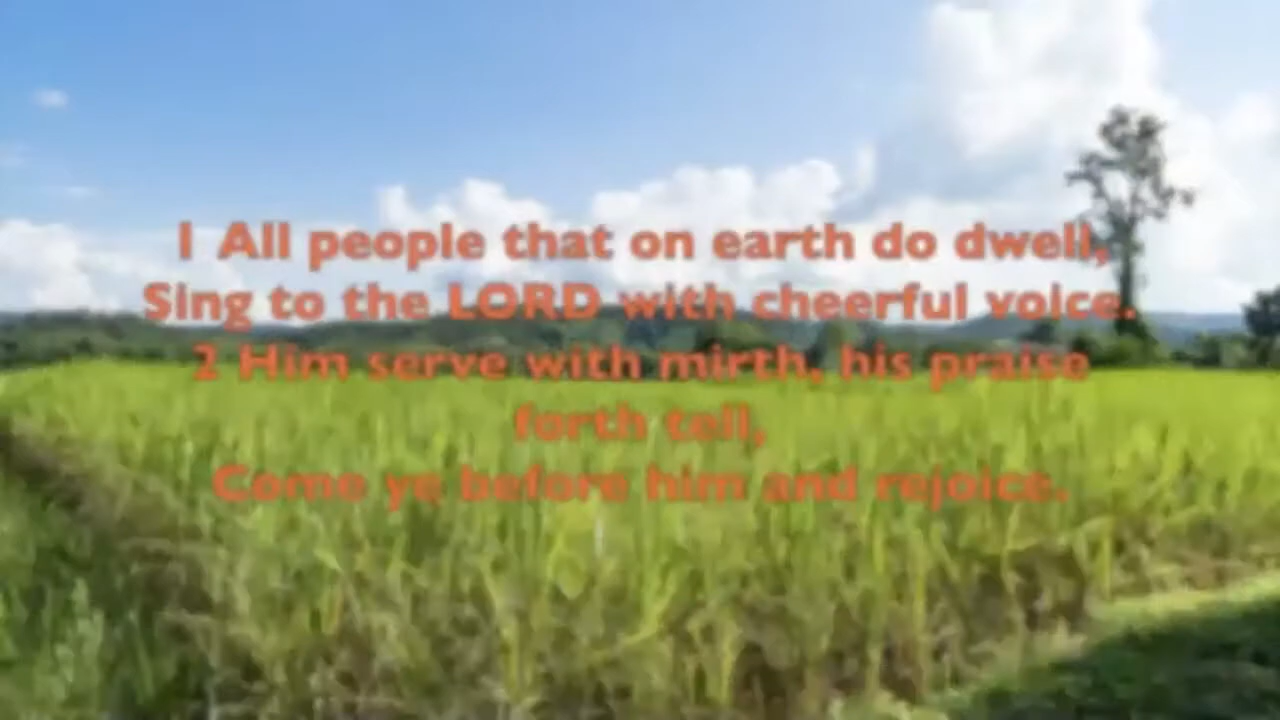 1 All people that on earth do dwell,
Sing to the LORD with cheerful voice.
2 Him serve with mirth, his praise
forth tell,
Come ye before him and rejoice.